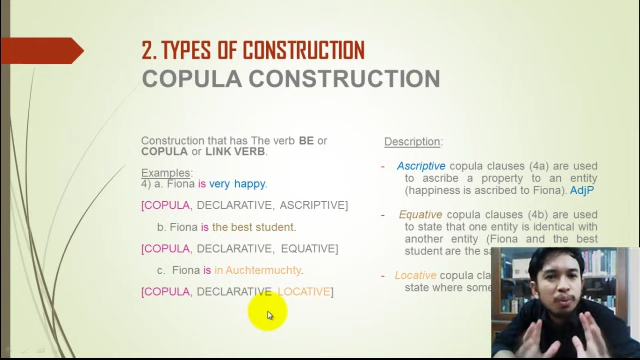 2. TYPES OF CONSTRUCTION
COPULA CONSTRUCTION
Construction that has The verb BE or
COPULA or LINK VERB.
Examples:
4) a. Fiona is very happy.
[COPULA, DECLARATIVE, ASCRIPTIVE]
b. Fiona is the best student.
[COPULA, DECLARATIVE, EQUATIVE]
c. Fiona is in Auchtermuchty.
[COPULA, DECLARATIVE LOCATIVE]
Description:
- Ascriptive copula clauses (4a) are used
to ascribe a property to an entity
(happiness is ascribed to Fiona). AdjP
- Equative copula clauses (4b) are used
to state that one entity is identical with
another entity (Fiona and the best
student are the
- Locative copula
state where some